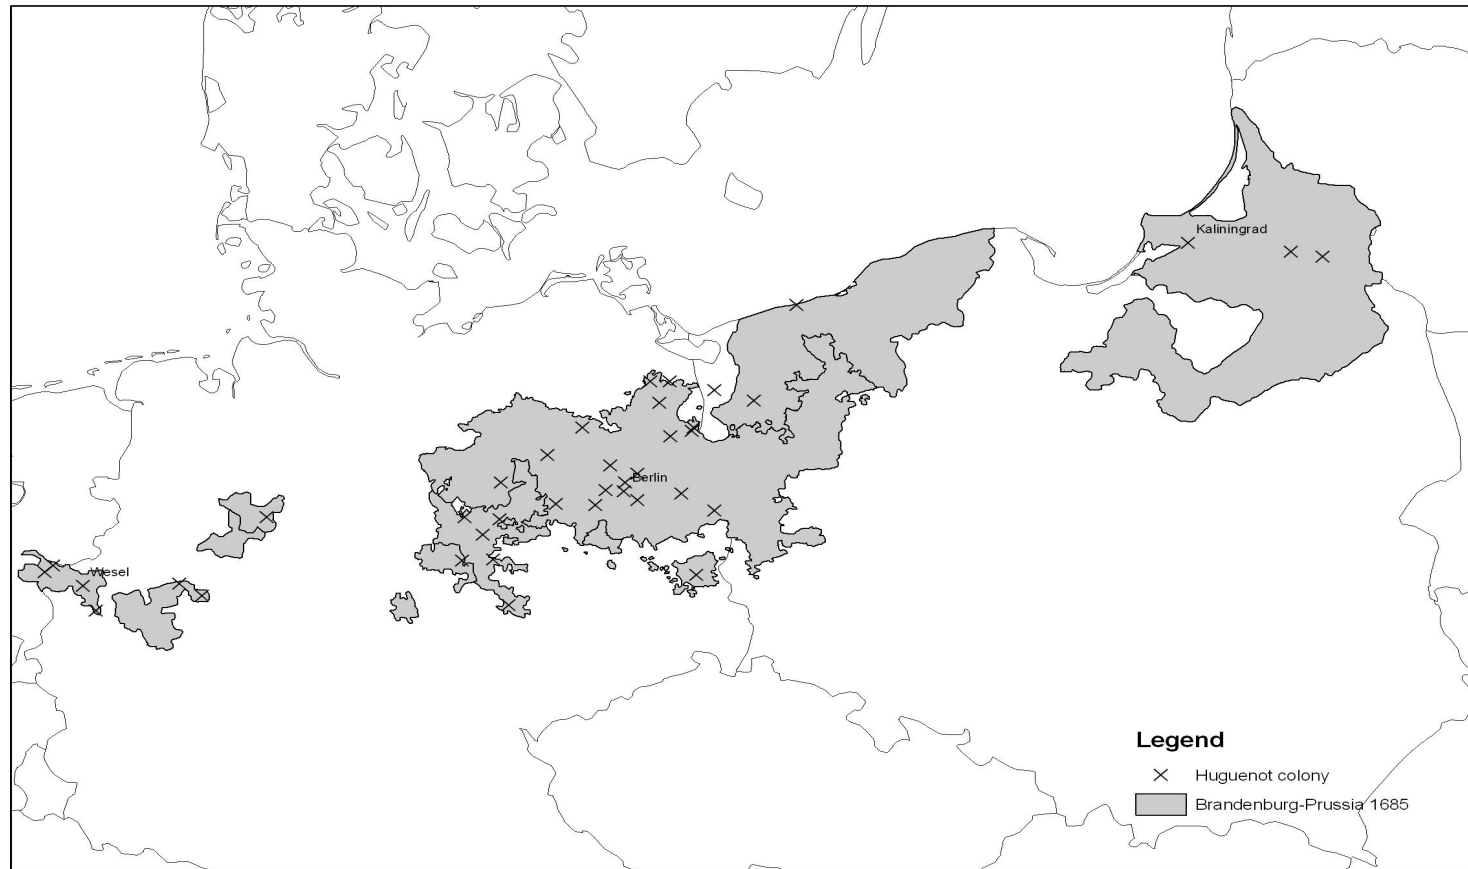 Kaliningrad
Berlin
Wesel
Legend
Huguenot colony
Brandenburg-Prussia 1685